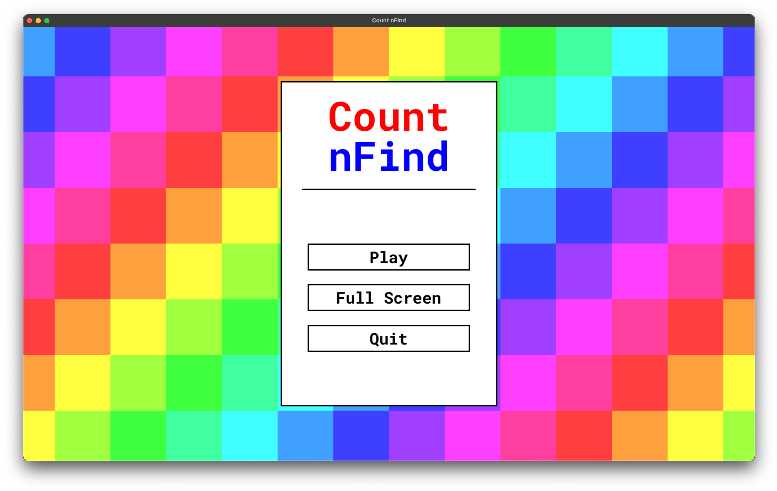 Count nFind
Count
nFind
Play
Full Screen
Quit